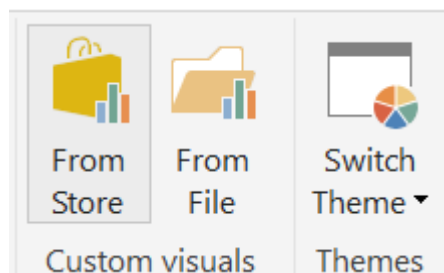 From Store
From File
Switch Theme
Custom visuals
Themes